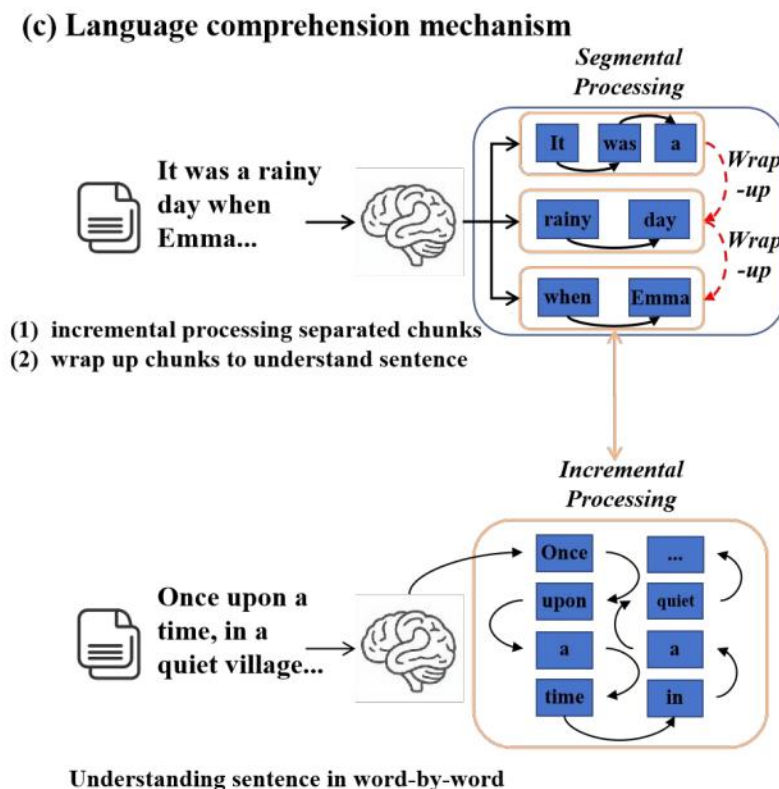 (c) Language comprehension mechanism
Segmental
Processing
It was a rainy
day when
Emma...
It was a
rainy day
when Emma
Wrap
-up
Wrap
-up
(1) incremental processing separated chunks
(2) wrap up chunks to understand sentence
Incremental
Processing
Once upon a
time, in a
quiet village...
Once
upon
a
time
in
a
quiet
...
Understanding sentence in word-by-word